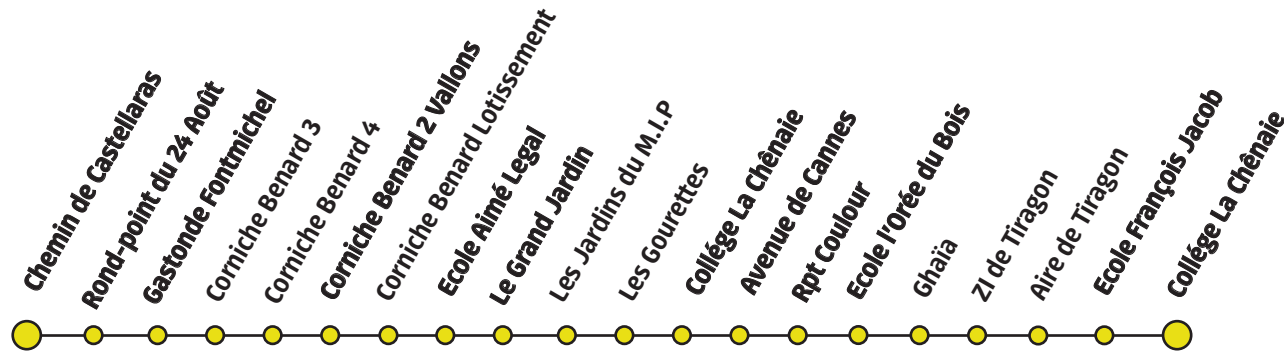 Chemin de Castellaras
Rond-point du 24 Août
Gastonde Fontmichel
Corniche Benard 3
Corniche Benard 4
Corniche Benard 2 Vallons
Corniche Benard Lotissement
Ecole Aimé Legal
Le Grand Jardin
Les Jardins du M.I.P
Les Gourettes
Collége La Chênaie
Avenue de Cannes
Rpt Coulour
Ecole l'Orée du Bois
Ghaïa
ZI de Tiragon
Aire de Tiragon
Ecole François Jacob
Collége La Chênaie